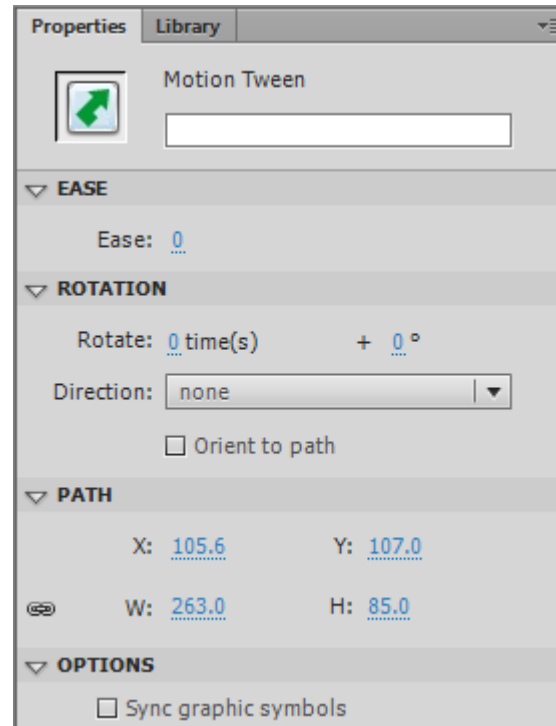 Properties Library
Motion Tween
EASE
Ease: 0
ROTATION
Rotate: 0 time(s) + 0 °
Direction: none
Orient to path
PATH
X: 105.6 Y: 107.0
W: 263.0 H: 85.0
OPTIONS
Sync graphic symbols